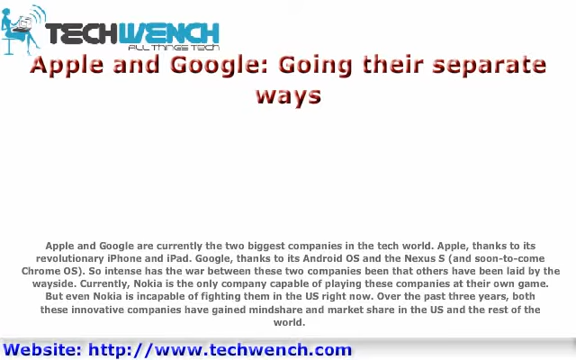 TECHWENCH
ALL THINGS TECH
Apple and Google: Going their separate
ways
Apple and Google are currently the two biggest companies in the tech world. Apple, thanks to its
revolutionary iPhone and iPad. Google, thanks to its Android OS and the Nexus S (and soon-to-come
Chrome OS). So intense has the war between these two companies been that others have been laid by the
wayside. Currently, Nokia is the only company capable of playing these companies at their own game.
But even Nokia is incapable of fighting them in the US right now. Over the past three years, both
these innovative companies have gained mindshare and market share in the US and the rest of the
world.
Website: http://www.techwench.com